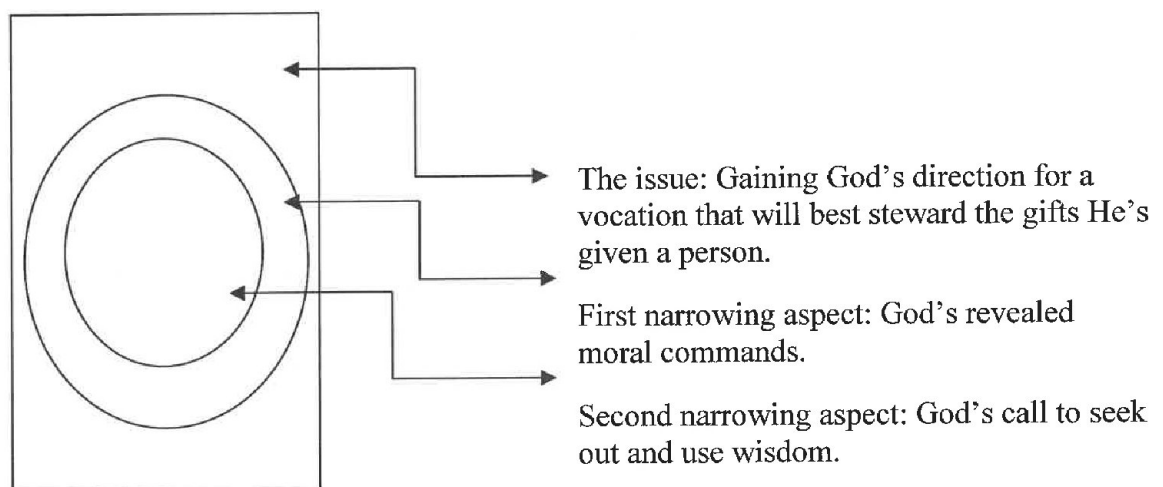 The issue: Gaining God's direction for a
vocation that will best steward the gifts He's
given a person.
First narrowing aspect: God's revealed
moral commands.
Second narrowing aspect: God's call to seek
out and use wisdom.